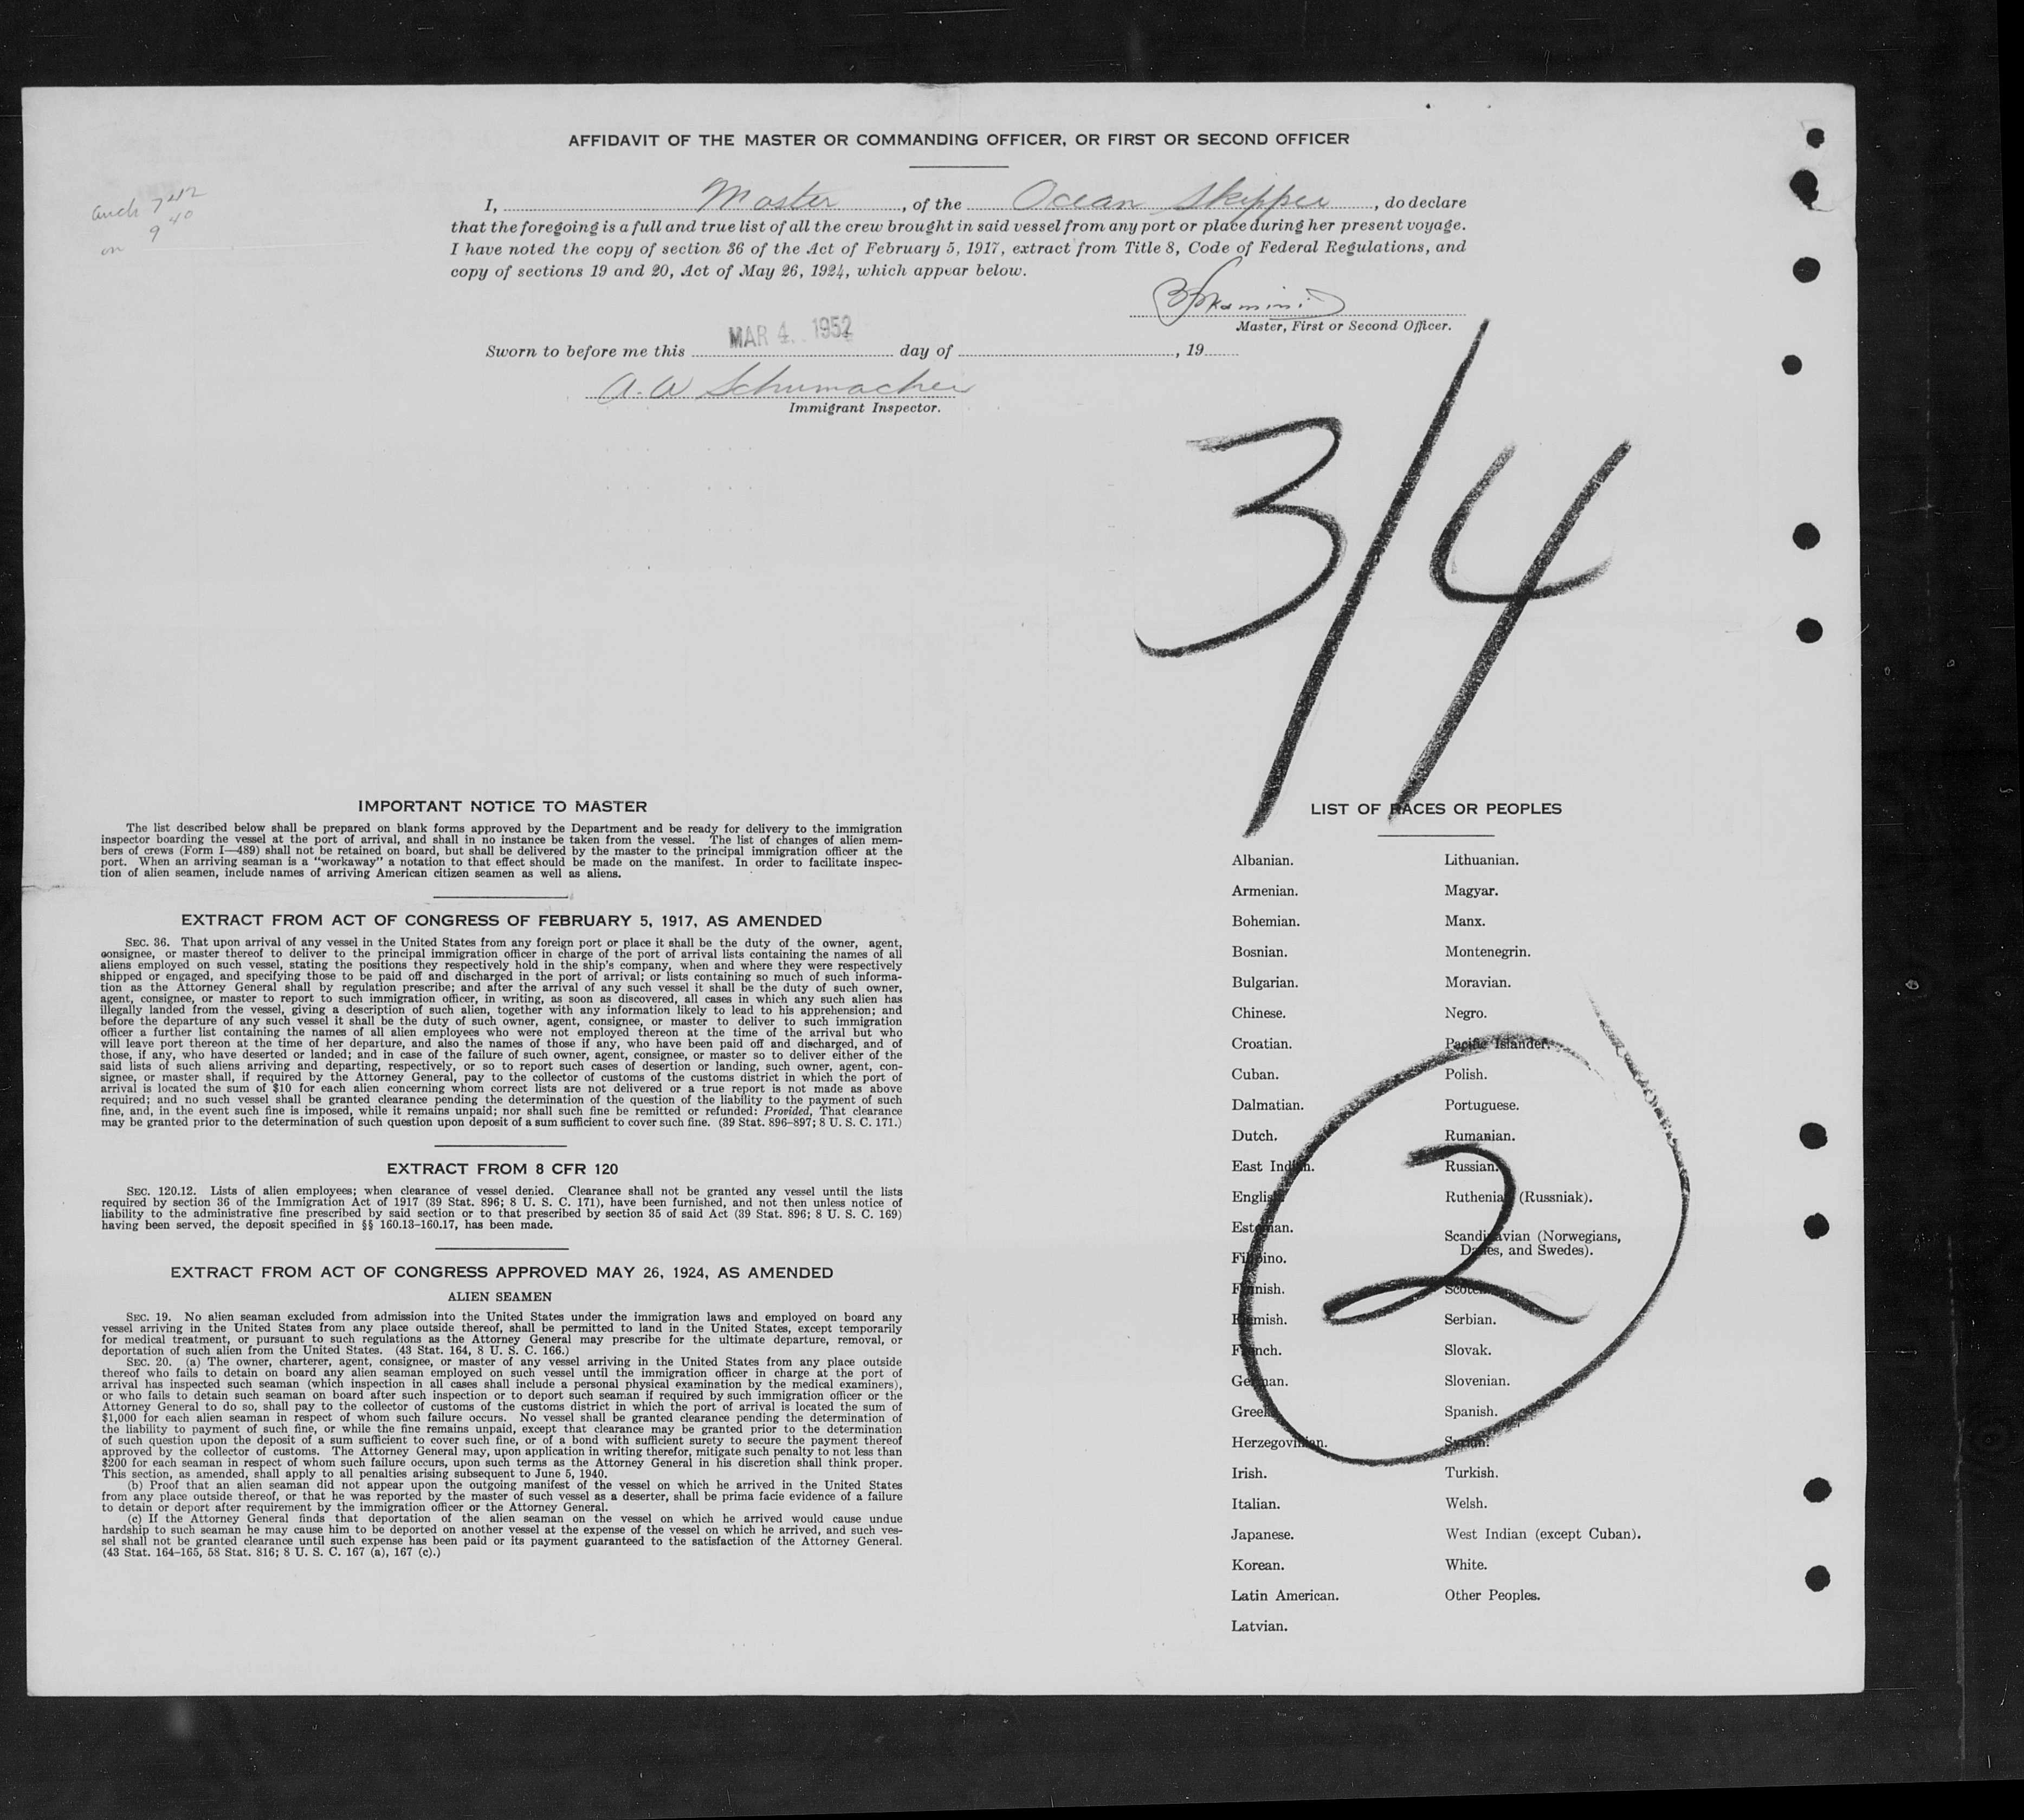 AFFIDAVIT OF THE MASTER OR COMMANDING OFFICER, OR FIRST OR SECOND OFFICER
I, Master, of the Ocean Skipper, do declare
that the foregoing is a full and true list of all the crew brought in said vessel from any port or place during her present voyage.
I have noted the copy of section 36 of the Act of February 5, 1917, extract from Title 8, Code of Federal Regulations, and
copy of sections 19 and 20, Act of May 26, 1924, which appear below.
Master, First or Second Officer.
MAR 4. 1952
Sworn to before me this day of , 19
A. W Schumacher
Immigrant Inspector.
3/4
IMPORTANT NOTICE TO MASTER
The list described below shall be prepared on blank forms approved by the Department and be ready for delivery to the immigration
inspector boarding the vessel at the port of arrival, and shall in no instance be taken from the vessel. The list of changes of alien mem-
bers of crews (Form I—489) shall not be retained on board, but shall be delivered by the master to the principal immigration officer at the
port. When an arriving seaman is a "workaway" a notation to that effect should be made on the manifest. In order to facilitate inspec-
tion of alien seamen, include names of arriving American citizen seamen as well as aliens.
EXTRACT FROM ACT OF CONGRESS OF FEBRUARY 5, 1917, AS AMENDED
SEC. 36. That upon arrival of any vessel in the United States from any foreign port or place it shall be the duty of the owner, agent,
consignee, or master thereof to deliver to the principal immigration officer in charge of the port of arrival lists containing the names of all
aliens employed on such vessel, stating the positions they respectively hold in the ship's company, when and where they were respectively
shipped or engaged, and specifying those to be paid off and discharged in the port of arrival; or lists containing so much of such informa-
tion as the Attorney General shall by regulation prescribe; and after the arrival of any such vessel it shall be the duty of such owner,
agent, consignee, or master to report to such immigration officer, in writing, as soon as discovered, all cases in which any such alien has
illegally landed from the vessel, giving a description of such alien, together with any information likely to lead to his apprehension; and
before the departure of any such vessel it shall be the duty of such owner, agent, consignee, or master to deliver to such immigration
officer a further list containing the names of all alien employees who were not employed thereon at the time of the arrival but who
will leave port thereon at the time of her departure, and also the names of those if any, who have been paid off and discharged, and of
those, if any, who have deserted or landed; and in case of the failure of such owner, agent, consignee, or master so to deliver either of the
said lists of such aliens arriving and departing, respectively, or so to report such cases of desertion or landing, such owner, agent, con-
signee, or master shall, if required by the Attorney General, pay to the collector of customs of the customs district in which the port of
arrival is located the sum of $10 for each alien concerning whom correct lists are not delivered or a true report is not made as above
required; and no such vessel shall be granted clearance pending the determination of the question of the liability to the payment of such
fine, and, in the event such fine is imposed, while it remains unpaid; nor shall such fine be remitted or refunded: Provided, That clearance
may be granted prior to the determination of such question upon deposit of a sum sufficient to cover such fine. (39 Stat. 896–897; 8 U. S. C. 171.)
EXTRACT FROM 8 CFR 120
SEC. 120.12. Lists of alien employees; when clearance of vessel denied. Clearance shall not be granted any vessel until the lists
required by section 36 of the Immigration Act of 1917 (39 Stat. 896; 8 U. S. C. 171), have been furnished, and not then unless notice of
liability to the administrative fine prescribed by said section or to that prescribed by section 35 of said Act (39 Stat. 896; 8 U. S. C. 169)
having been served, the deposit specified in §§ 160.13–160.17, has been made.
EXTRACT FROM ACT OF CONGRESS APPROVED MAY 26, 1924, AS AMENDED
ALIEN SEAMEN
SEC. 19. No alien seaman excluded from admission into the United States under the immigration laws and employed on board any
vessel arriving in the United States from any place outside thereof, shall be permitted to land in the United States, except temporarily
for medical treatment, or pursuant to such regulations as the Attorney General may prescribe for the ultimate departure, removal, or
deportation of such alien from the United States. (43 Stat. 164, 8 U. S. C. 166.)
SEC. 20. (a) The owner, charterer, agent, consignee, or master of any vessel arriving in the United States from any place outside
thereof who fails to detain on board any alien seaman employed on such vessel until the immigration officer in charge at the port of
arrival has inspected such seaman (which inspection in all cases shall include a personal physical examination by the medical examiners),
or who fails to detain such seaman on board after such inspection or to deport such seaman if required by such immigration officer or the
Attorney General to do so, shall pay to the collector of customs of the customs district in which the port of arrival is located the sum of
$1,000 for each alien seaman in respect of whom such failure occurs. No vessel shall be granted clearance pending the determination of
the liability to payment of such fine, or while the fine remains unpaid, except that clearance may be granted prior to the determination
of such question upon the deposit of a sum sufficient to cover such fine, or of a bond with sufficient surety to secure the payment thereof
approved by the collector of customs. The Attorney General may, upon application in writing therefor, mitigate such penalty to not less than
$200 for each seaman in respect of whom such failure occurs, upon such terms as the Attorney General in his discretion shall think proper.
This section, as amended, shall apply to all penalties arising subsequent to June 5, 1940.
(b) Proof that an alien seaman did not appear upon the outgoing manifest of the vessel on which he arrived in the United States
from any place outside thereof, or that he was reported by the master of such vessel as a deserter, shall be prima facie evidence of a failure
to detain or deport after requirement by the immigration officer or the Attorney General.
(c) If the Attorney General finds that deportation of the alien seaman on the vessel on which he arrived would cause undue
hardship to such seaman he may cause him to be deported on another vessel at the expense of the vessel on which he arrived, and such ves-
sel shall not be granted clearance until such expense has been paid or its payment guaranteed to the satisfaction of the Attorney General.
(43 Stat. 164–165, 58 Stat. 816; 8 U. S. C. 167 (a), 167 (c).)
LIST OF RACES OR PEOPLES
Albanian.
Armenian.
Bohemian.
Bosnian.
Bulgarian.
Chinese.
Croatian.
Cuban.
Dalmatian.
Dutch.
East Indian.
English.
Estonian.
Filipino.
Finnish.
Flemish.
French.
German.
Greek.
Herzegovinian.
Irish.
Italian.
Japanese.
Korean.
Latin American.
Latvian.
Lithuanian.
Magyar.
Manx.
Montenegrin.
Moravian.
Negro.
Pacific Islander.
Polish.
Portuguese.
Rumanian.
Russian.
Ruthenian (Russniak).
Scandinavian (Norwegians,
Danes, and Swedes).
Scotch.
Serbian.
Slovak.
Slovenian.
Spanish.
Syrian.
Turkish.
Welsh.
West Indian (except Cuban).
White.
Other Peoples.
2